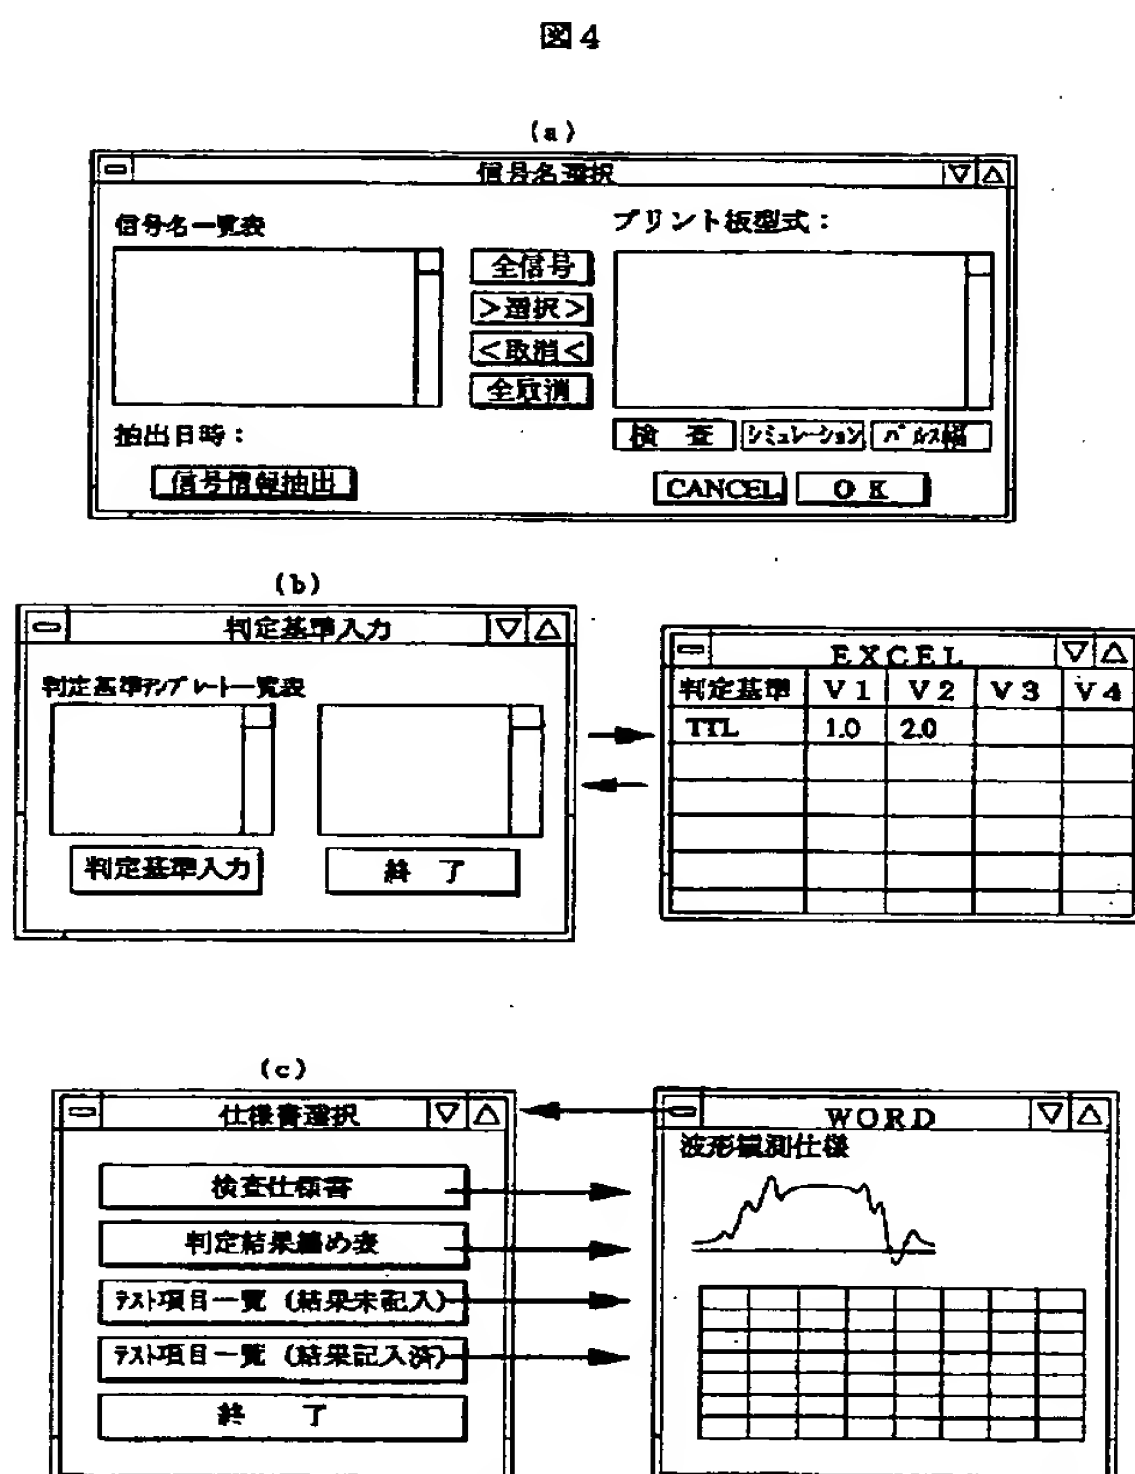 図4
(a)
信号名選択
信号名一覧表
プリント板型式:
全信号
>選択>
<取消<
全取消
抽出日時:
検 査
シミュレーション
パルス幅
信号情報抽出
CANCEL
OK
(b)
判定基準入力
判定基準テンプレート一覧表
判定基準入力
終 了
EXCEL
判定基準 V1 V2 V3 V4
TTL 1.0 2.0
(c)
仕様書選択
検査仕様書
判定結果纏め表
テスト項目一覧 (結果未記入)
テスト項目一覧 (結果記入済)
終 了
WORD
波形観測仕様